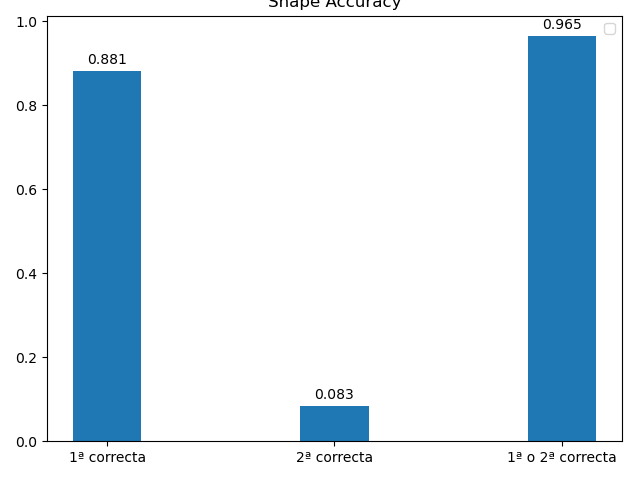 Shape Accuracy
1.0
0.8
0.6
0.4
0.2
0.0
0.881
0.083
0.965
1ª correcta
2ª correcta
1ª o 2ª correcta